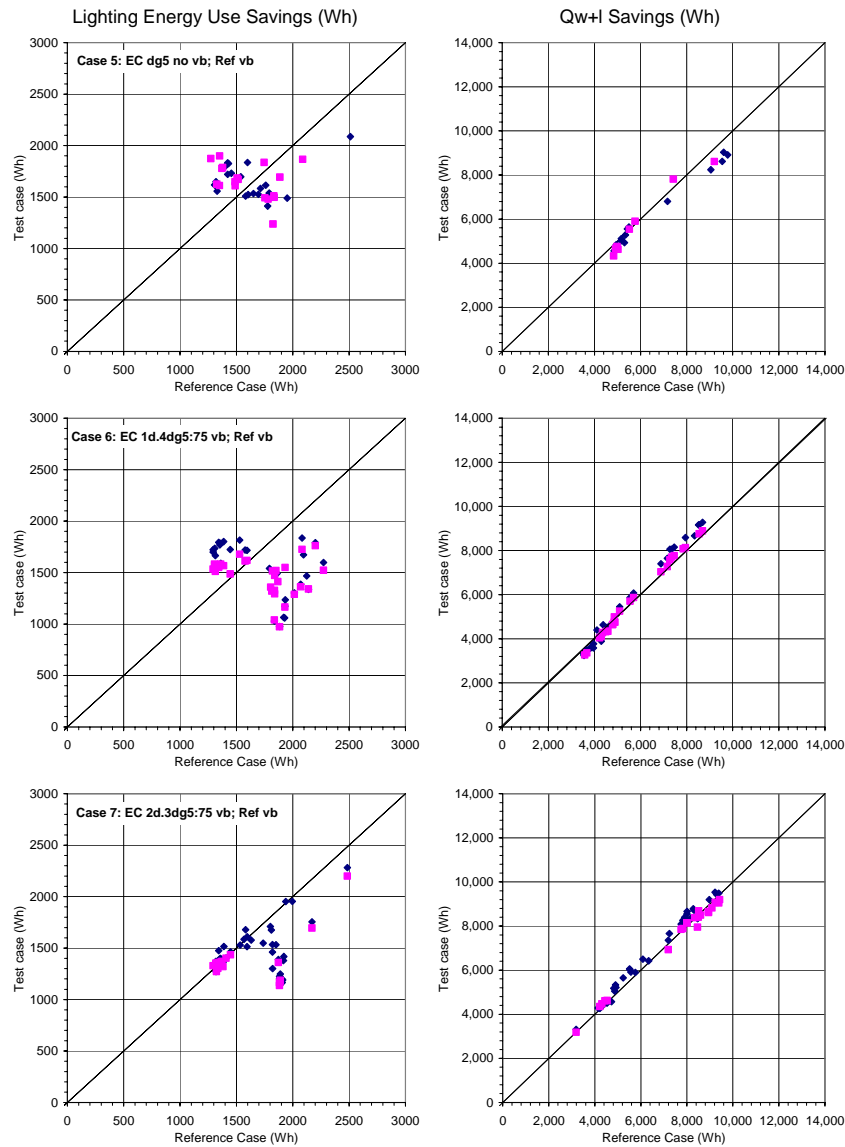 Lighting Energy Use Savings (Wh)
Qw+l Savings (Wh)
Case 5: EC dg5 no vb; Ref vb
Test case (Wh)
3000
2500
2000
1500
1000
500
0
0 500 1000 1500 2000 2500 3000
Reference Case (Wh)
Test case (Wh)
14,000
12,000
10,000
8,000
6,000
4,000
2,000
0
0 2,000 4,000 6,000 8,000 10,000 12,000 14,000
Reference Case (Wh)
Case 6: EC 1d.4dg5:75 vb; Ref vb
Test case (Wh)
3000
2500
2000
1500
1000
500
0
0 500 1000 1500 2000 2500 3000
Reference Case (Wh)
Test case (Wh)
14,000
12,000
10,000
8,000
6,000
4,000
2,000
0
0 2,000 4,000 6,000 8,000 10,000 12,000 14,000
Reference Case (Wh)
Case 7: EC 2d.3dg5:75 vb; Ref vb
Test case (Wh)
3000
2500
2000
1500
1000
500
0
0 500 1000 1500 2000 2500 3000
Reference Case (Wh)
Test case (Wh)
14,000
12,000
10,000
8,000
6,000
4,000
2,000
0
0 2,000 4,000 6,000 8,000 10,000 12,000 14,000
Reference Case (Wh)